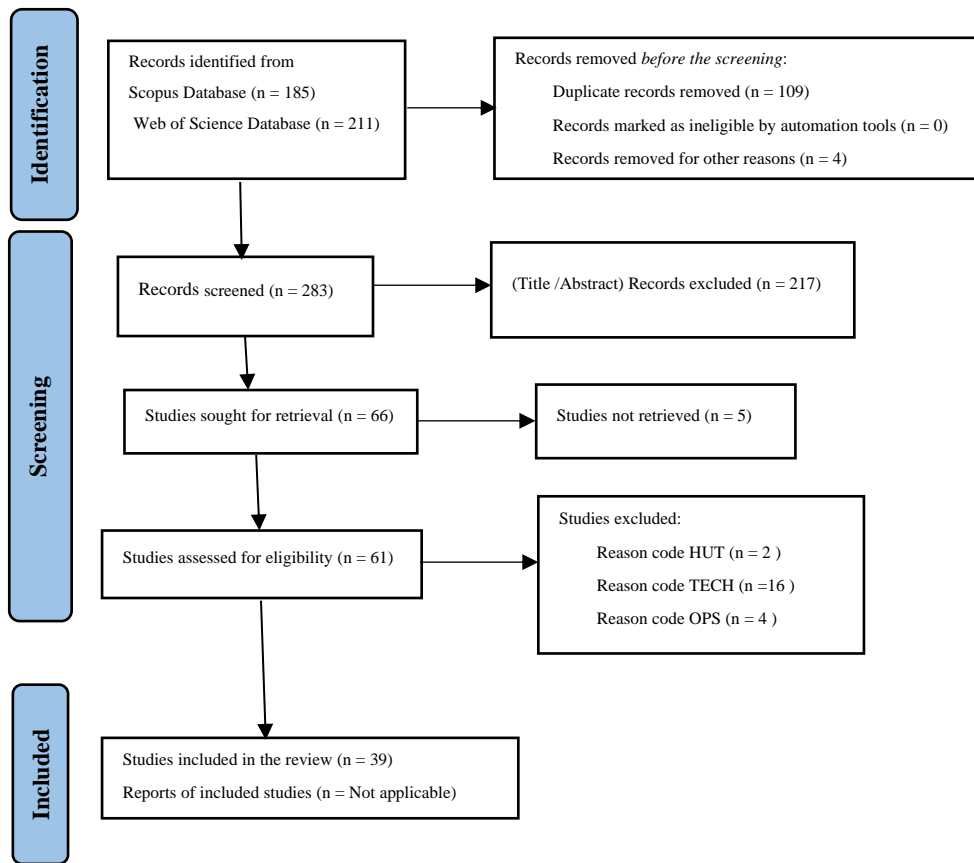 Identification
Records identified from
Scopus Database (n = 185)
Web of Science Database (n = 211)
Records removed before the screening:
Duplicate records removed (n = 109)
Records marked as ineligible by automation tools (n = 0)
Records removed for other reasons (n = 4)
Screening
Records screened (n = 283)
(Title /Abstract) Records excluded (n = 217)
Studies sought for retrieval (n = 66)
Studies not retrieved (n = 5)
Studies assessed for eligibility (n = 61)
Studies excluded:
Reason code HUT (n = 2 )
Reason code TECH (n =16 )
Reason code OPS (n = 4 )
Included
Studies included in the review (n = 39)
Reports of included studies (n = Not applicable)